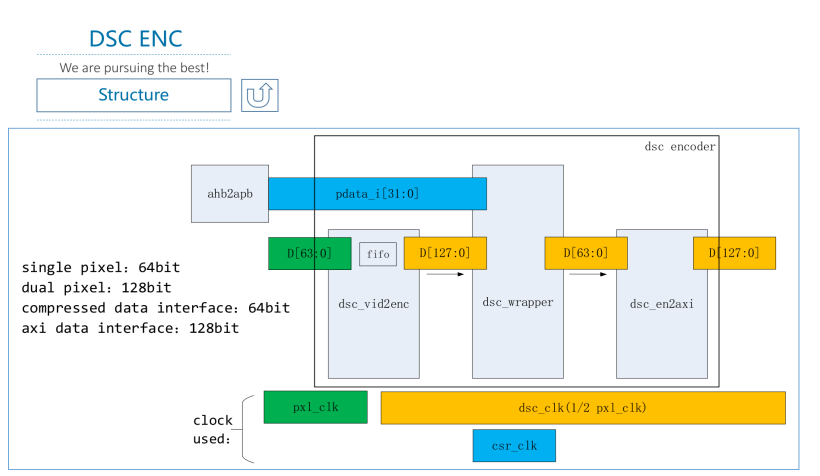 DSC ENC
We are pursuing the best!
Structure
dsc encoder
ahb2apb
pdata_i[31:0]
D[63:0]
fifo
D[127:0]
D[63:0]
D[127:0]
single pixel: 64bit
dual pixel: 128bit
compressed data interface: 64bit
axi data interface: 128bit
dsc_vid2enc
dsc_wrapper
dsc_en2axi
clock
used:
pxl_clk
dsc_clk(1/2 pxl_clk)
csr_clk